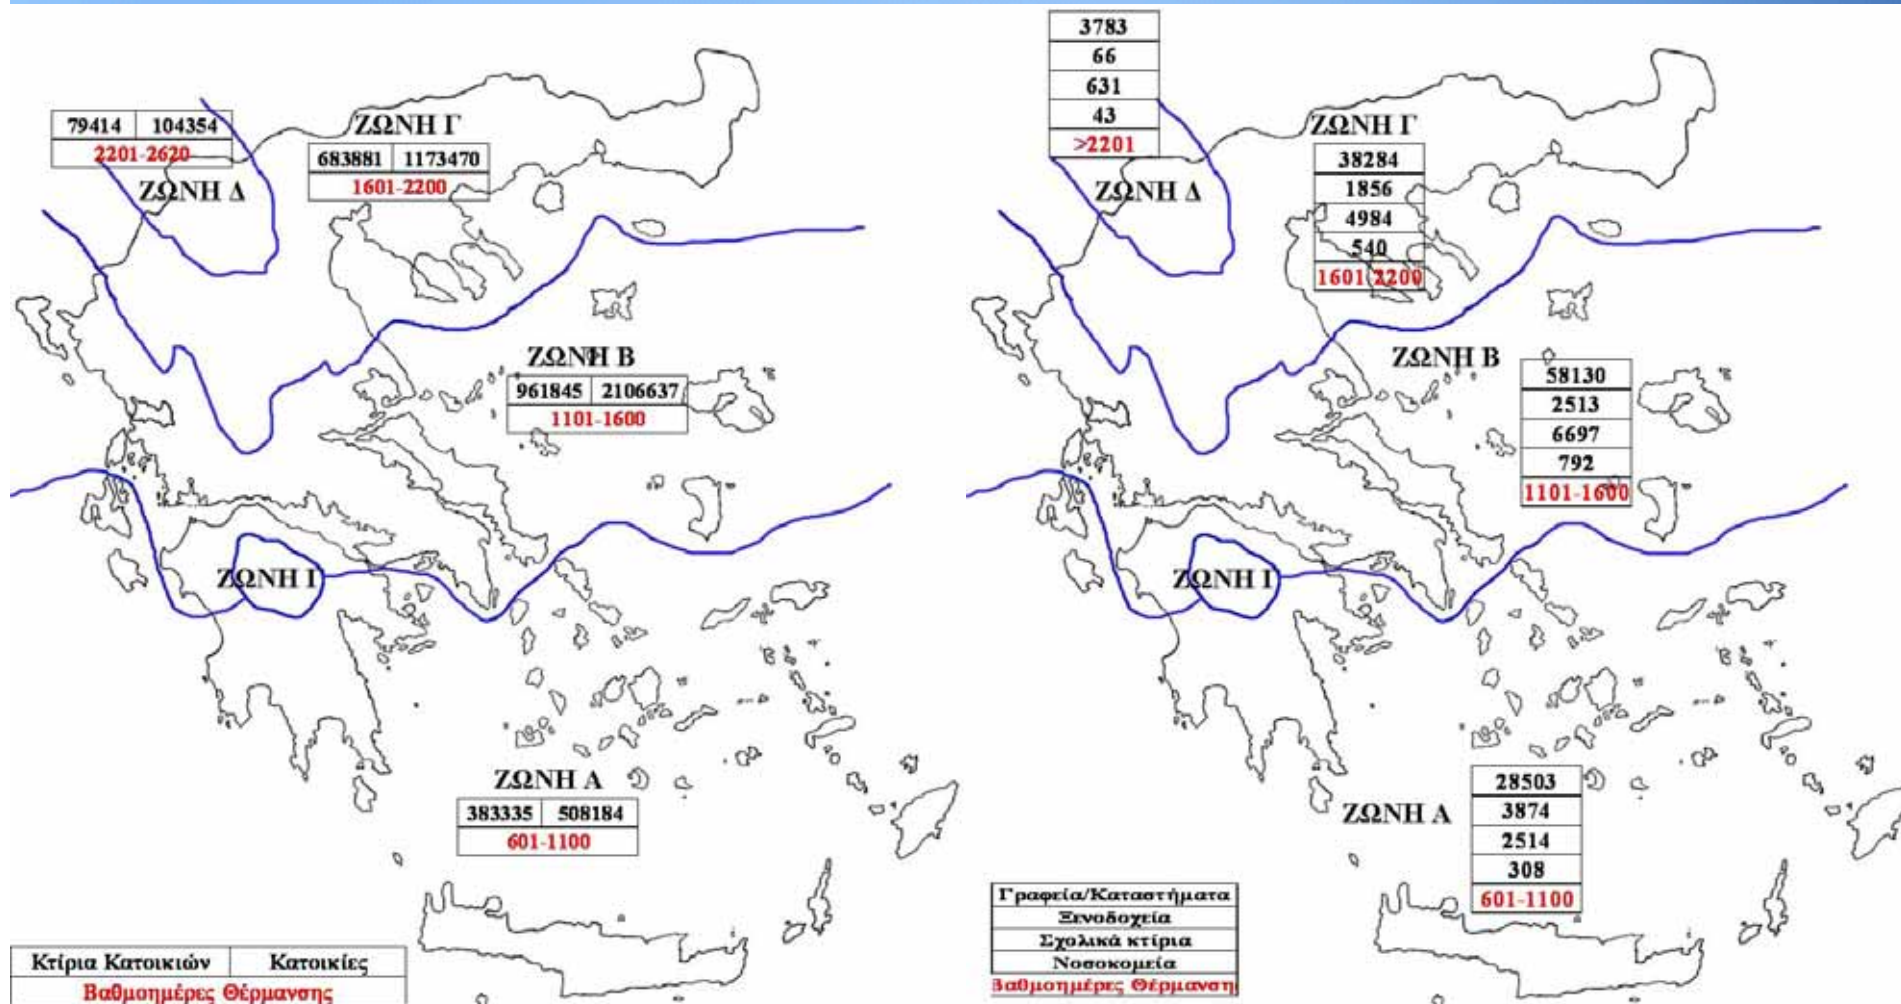 79414 104354
2201-2620
ΖΩΝΗ Δ
ΖΩΝΗ Γ
683881 1173470
1601-2200
ΖΩΝΗ Β
961845 2106637
1101-1600
ΖΩΝΗ Ι
ΖΩΝΗ Α
383335 508184
601-1100
Κτίρια Κατοικιών Κατοικίες
Βαθμοημέρες Θέρμανσης
3783
66
631
43
>2201
ΖΩΝΗ Δ
ΖΩΝΗ Γ
38284
1856
4984
540
1601-2200
ΖΩΝΗ Β
58130
2513
6697
792
1101-1600
ΖΩΝΗ Ι
ΖΩΝΗ Α
28503
3874
2514
308
601-1100
Γραφεία/Καταστήματα
Ξενοδοχεία
Σχολικά κτίρια
Νοσοκομεία
Βαθμοημέρες Θέρμανση